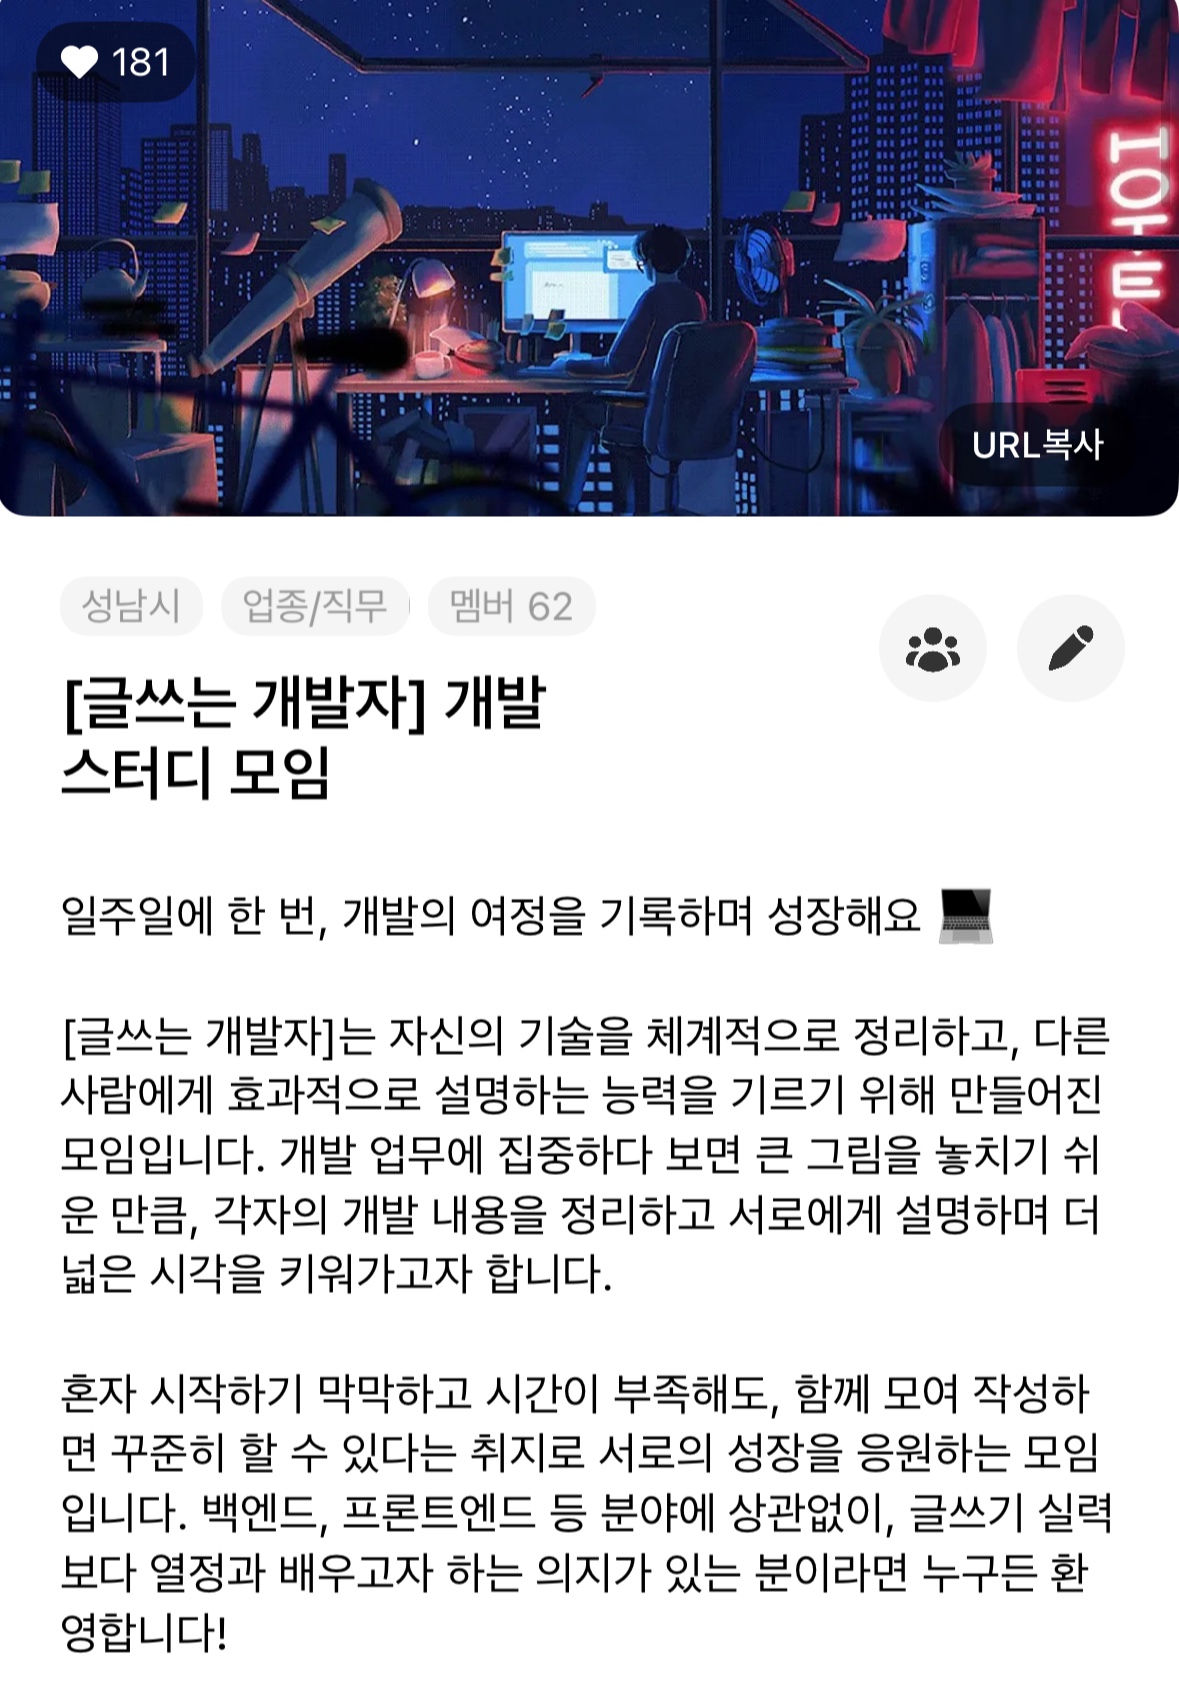 181
HOTEL
URL복사
성남시 업종/직무 멤버 62
[글쓰는 개발자] 개발
스터디 모임
일주일에 한 번, 개발의 여정을 기록하며 성장해요
[글쓰는 개발자]는 자신의 기술을 체계적으로 정리하고, 다른
사람에게 효과적으로 설명하는 능력을 기르기 위해 만들어진
모임입니다. 개발 업무에 집중하다 보면 큰 그림을 놓치기 쉬
운 만큼, 각자의 개발 내용을 정리하고 서로에게 설명하며 더
넓은 시각을 키워가고자 합니다.
혼자 시작하기 막막하고 시간이 부족해도, 함께 모여 작성하
면 꾸준히 할 수 있다는 취지로 서로의 성장을 응원하는 모임
입니다. 백엔드, 프론트엔드 등 분야에 상관없이, 글쓰기 실력
보다 열정과 배우고자 하는 의지가 있는 분이라면 누구든 환
영합니다!